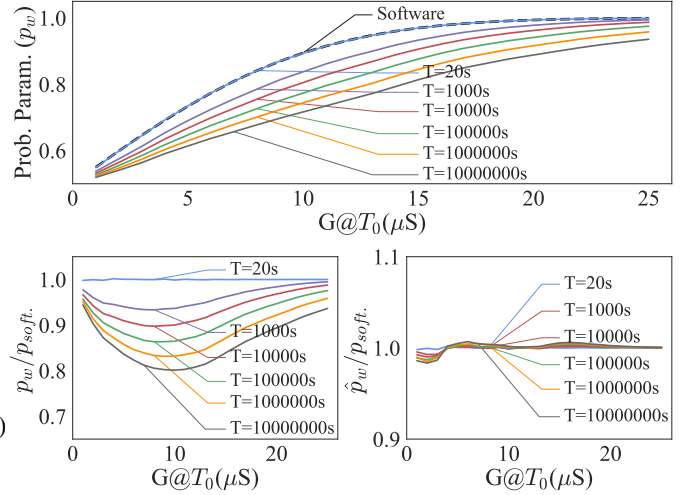 Prob. Param. (p_w)
1.0
0.8
0.6
Software
T=20s
T=1000s
T=10000s
T=100000s
T=1000000s
T=10000000s
5
10
15
20
25
G@T_0(μS)
p_w/p_soft.
1.0
0.9
0.8
0.7
T=20s
T=1000s
T=10000s
T=100000s
T=1000000s
T=10000000s
0
10
20
G@T_0(μS)
)
p̂_w/p_soft.
1.1
1.0
0.9
T=20s
T=1000s
T=10000s
T=100000s
T=1000000s
T=10000000s
0
10
20
G@T_0(μS)